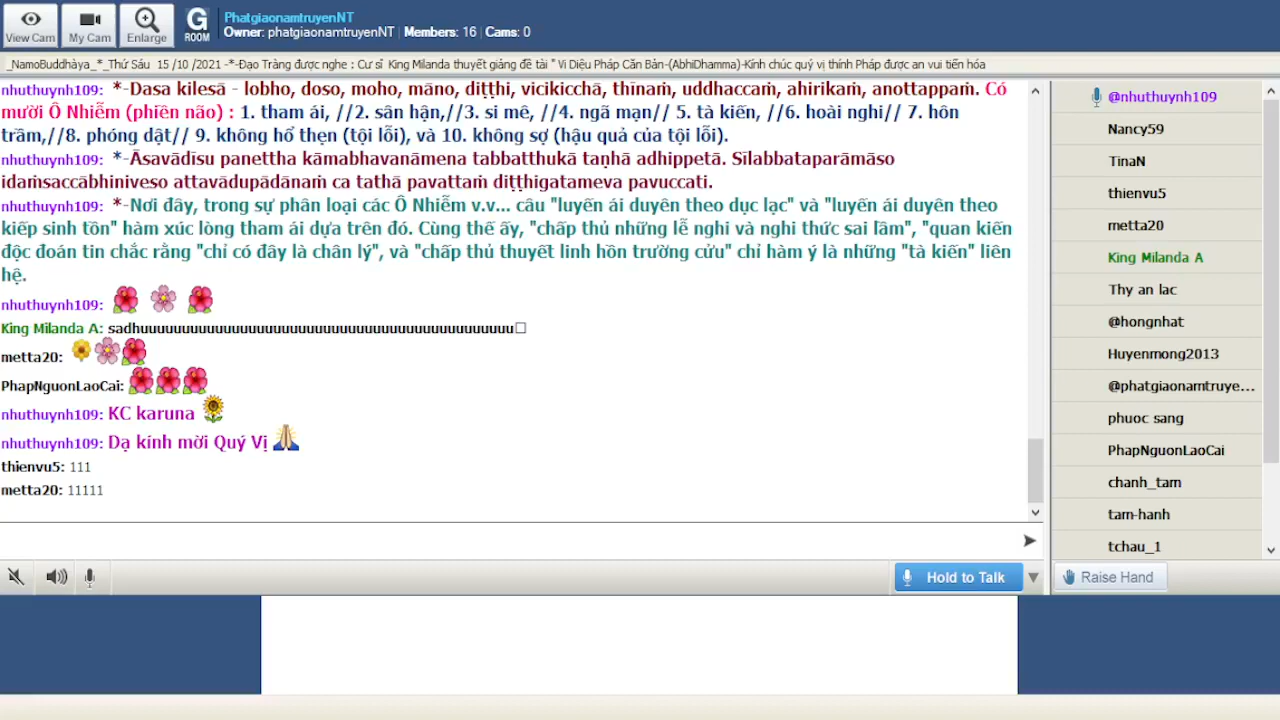 View Cam
My Cam
Enlarge
G
ROOM
PhatgiaonamtruyenNT
Owner: phatgiaonamtruyenNT | Members: 16 | Cams: 0
_NamoBuddhàya_*_Thứ Sáu 15 /10 /2021 -*-Đạo Tràng được nghe : Cư sĩ King Milanda thuyết giảng đề tài " Vi Diệu Pháp Căn Bản-(AbhiDhamma)-Kính chúc quý vị thính Pháp được an vui tiến hóa
nhuthuynh109: *-Dasa kilesā - lobho, doso, moho, māno, diṭṭhi, vicikicchā, thīnaṁ, uddhaccaṁ, ahirikaṁ, anottappaṁ. Có
mười Ô Nhiễm (phiền não) : 1. tham ái, //2. sân hận,//3. si mê, //4. ngã mạn// 5. tà kiến, //6. hoài nghi// 7. hôn
trầm,//8. phóng dật// 9. không hổ thẹn (tội lỗi), và 10. không sợ (hậu quả của tội lỗi).
nhuthuynh109: *-Āsavādīsu panettha kāmabhavanāmena tabbatthukā taṇhā adhippetā. Sīlabbataparāmāso
idaṁsaccābhiniveso attavādupādānaṁ ca tathā pavattaṁ diṭṭhigatameva pavuccati.
nhuthuynh109: *-Nơi đây, trong sự phân loại các Ô Nhiễm v.v... câu "luyến ái duyên theo dục lạc" và "luyến ái duyên theo
kiếp sinh tồn" hàm xúc lòng tham ái dựa trên đó. Cùng thế ấy, "chấp thủ những lễ nghi và nghi thức sai lầm", "quan kiến
độc đoán tin chắc rằng "chỉ có đây là chân lý", và "chấp thủ thuyết linh hồn trường cửu" chỉ hàm ý là những "tà kiến" liên
hệ.
nhuthuynh109:
King Milanda A: sadhuuuuuuuuuuuuuuuuuuuuuuuuuuuuuuuuuuuuuuuuuuuuu□
metta20:
PhapNguonLaoCai:
nhuthuynh109: KC karuna
nhuthuynh109: Dạ kính mời Quý Vị
thienvu5: 111
metta20: 11111
@nhuthuynh109
Nancy59
TinaN
thienvu5
metta20
King Milanda A
Thy an lac
@hongnhat
Huyenmong2013
@phatgiaonamtruye...
phuoc sang
PhapNguonLaoCai
chanh_tam
tam-hanh
tchau_1
Hold to Talk
Raise Hand